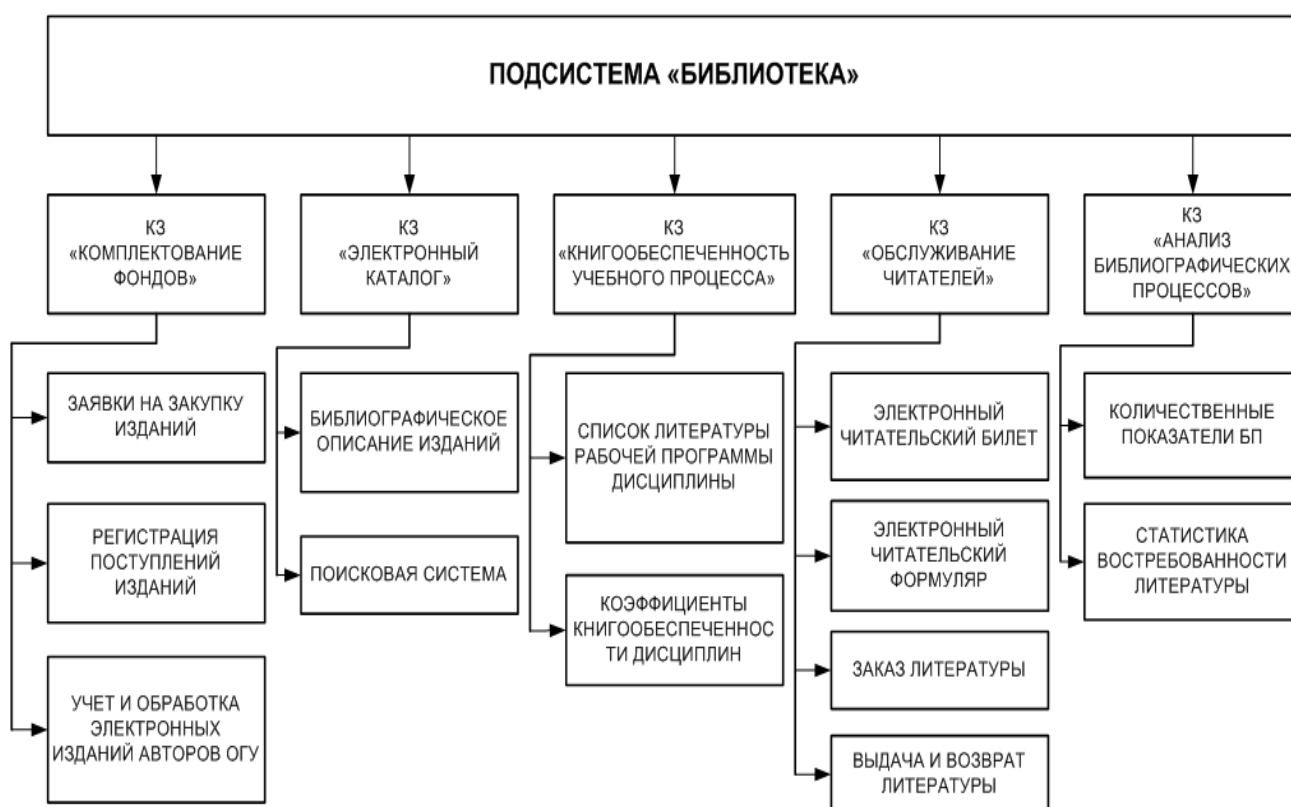 ПОДСИСТЕМА «БИБЛИОТЕКА»
КЗ
«КОМПЛЕКТОВАНИЕ
ФОНДОВ»
КЗ
«ЭЛЕКТРОННЫЙ
КАТАЛОГ»
КЗ
«КНИГООБЕСПЕЧЕННОСТЬ
УЧЕБНОГО ПРОЦЕССА»
КЗ
«ОБСЛУЖИВАНИЕ
ЧИТАТЕЛЕЙ»
КЗ
«АНАЛИЗ
БИБЛИОГРАФИЧЕСКИХ
ПРОЦЕССОВ»
ЗАЯВКИ НА ЗАКУПКУ
ИЗДАНИЙ
РЕГИСТРАЦИЯ
ПОСТУПЛЕНИЙ
ИЗДАНИЙ
УЧЕТ И ОБРАБОТКА
ЭЛЕКТРОННЫХ
ИЗДАНИЙ АВТОРОВ ОГУ
БИБЛИОГРАФИЧЕСКОЕ
ОПИСАНИЕ ИЗДАНИЙ
ПОИСКОВАЯ СИСТЕМА
СПИСОК ЛИТЕРАТУРЫ
РАБОЧЕЙ ПРОГРАММЫ
ДИСЦИПЛИНЫ
КОЭФФИЦИЕНТЫ
КНИГООБЕСПЕЧЕННОС
ТИ ДИСЦИПЛИН
ЭЛЕКТРОННЫЙ
ЧИТАТЕЛЬСКИЙ БИЛЕТ
ЭЛЕКТРОННЫЙ
ЧИТАТЕЛЬСКИЙ
ФОРМУЛЯР
ЗАКАЗ ЛИТЕРАТУРЫ
ВЫДАЧА И ВОЗВРАТ
ЛИТЕРАТУРЫ
КОЛИЧЕСТВЕННЫЕ
ПОКАЗАТЕЛИ БП
СТАТИСТИКА
ВОСТРЕБОВАННОСТИ
ЛИТЕРАТУРЫ